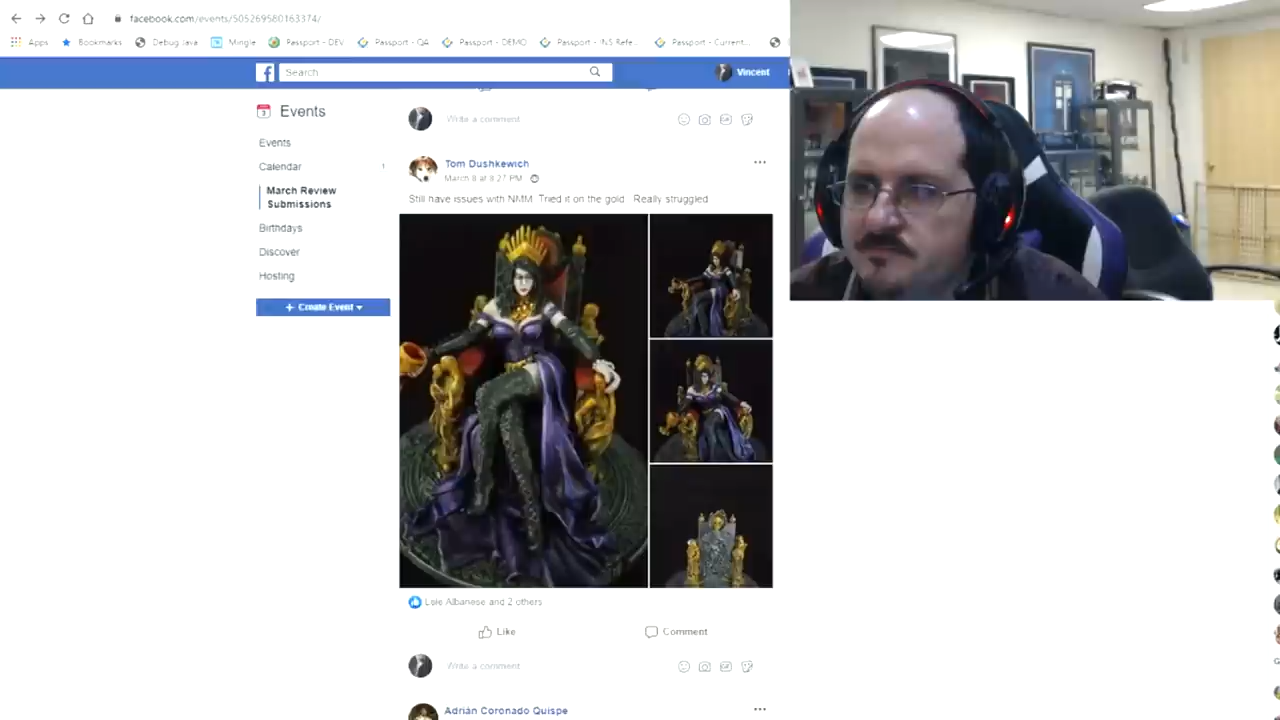 facebook.com/events/505269580163374/
Apps Bookmarks Debug Java Mingle Passport - DEV Passport - QA Passport - DEMO Passport - INS Refe... Passport - Current...
Search
Vincent
Events
Write a comment
Events
Calendar 1
March Review
Submissions
Birthdays
Discover
Hosting
+ Create Event
Tom Dushkewich
March 8 at 8:27 PM
Still have issues with NMM Tried it on the gold Really struggled
Lele Albanese and 2 others
Like Comment
Write a comment
Adrián Coronado Quispe